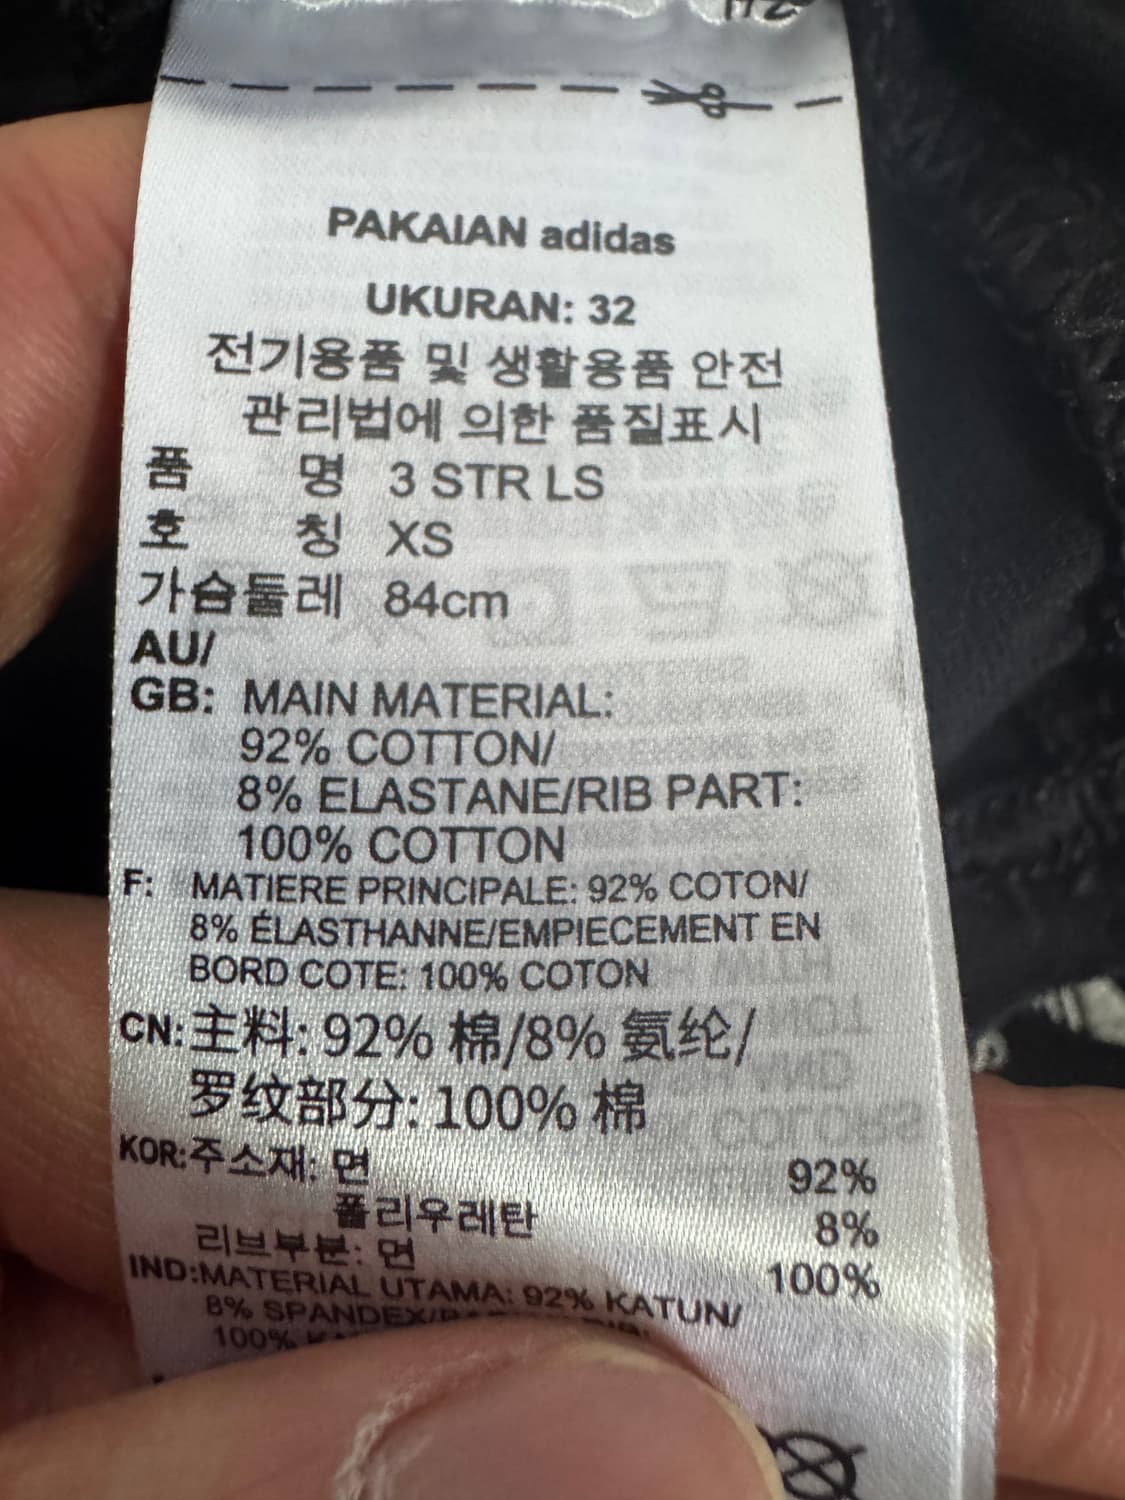 PAKAIAN adidas
UKURAN: 32
전기용품 및 생활용품 안전
관리법에 의한 품질표시
품 명 3 STR LS
호 칭 XS
가슴둘레 84cm
AU/
GB: MAIN MATERIAL:
92% COTTON/
8% ELASTANE/RIB PART:
100% COTTON
F: MATIERE PRINCIPALE: 92% COTON/
8% ÉLASTHANNE/EMPIECEMENT EN
BORD COTE: 100% COTON
CN:主料: 92% 棉/8% 氨纶/
罗纹部分: 100% 棉
KOR:주소재: 면 92%
폴리우레탄 8%
리브부분: 면 100%
IND:MATERIAL UTAMA: 92% KATUN/
8% SPANDEX/
100%